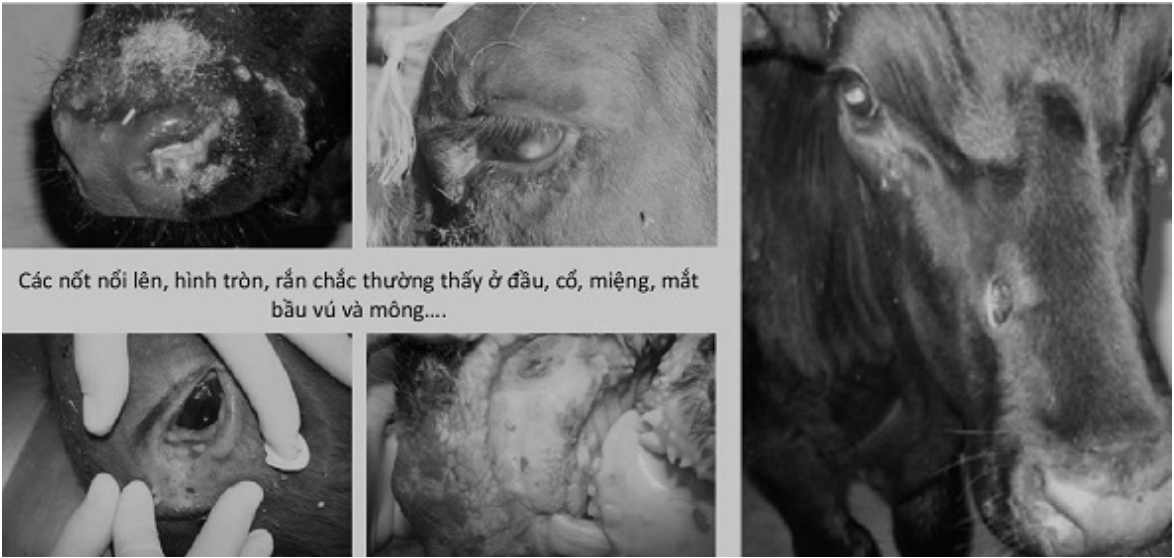 Các nốt nổi lên, hình tròn, rắn chắc thường thấy ở đầu, cổ, miệng, mắt
bầu vú và mông....